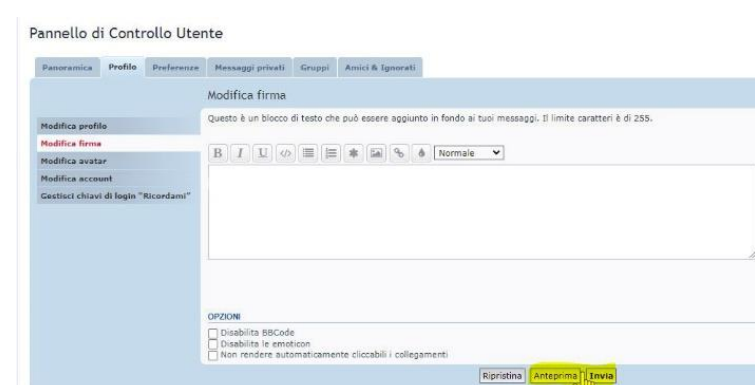 Pannello di Controllo Utente
Panoramica Profilo Preferenze Messaggi privati Gruppi Amici & Ignorati
Modifica firma
Questo è un blocco di testo che può essere aggiunto in fondo ai tuoi messaggi. Il limite caratteri è di 255.
Modifica profilo
Modifica firma
Modifica avatar
Modifica account
Gestisci chiavi di login "Ricordami"
B I U </> Normale
OPZIONI
Disabilita BBCode
Disabilita le emoticon
Non rendere automaticamente cliccabili i collegamenti
Ripristina Anteprima Invia